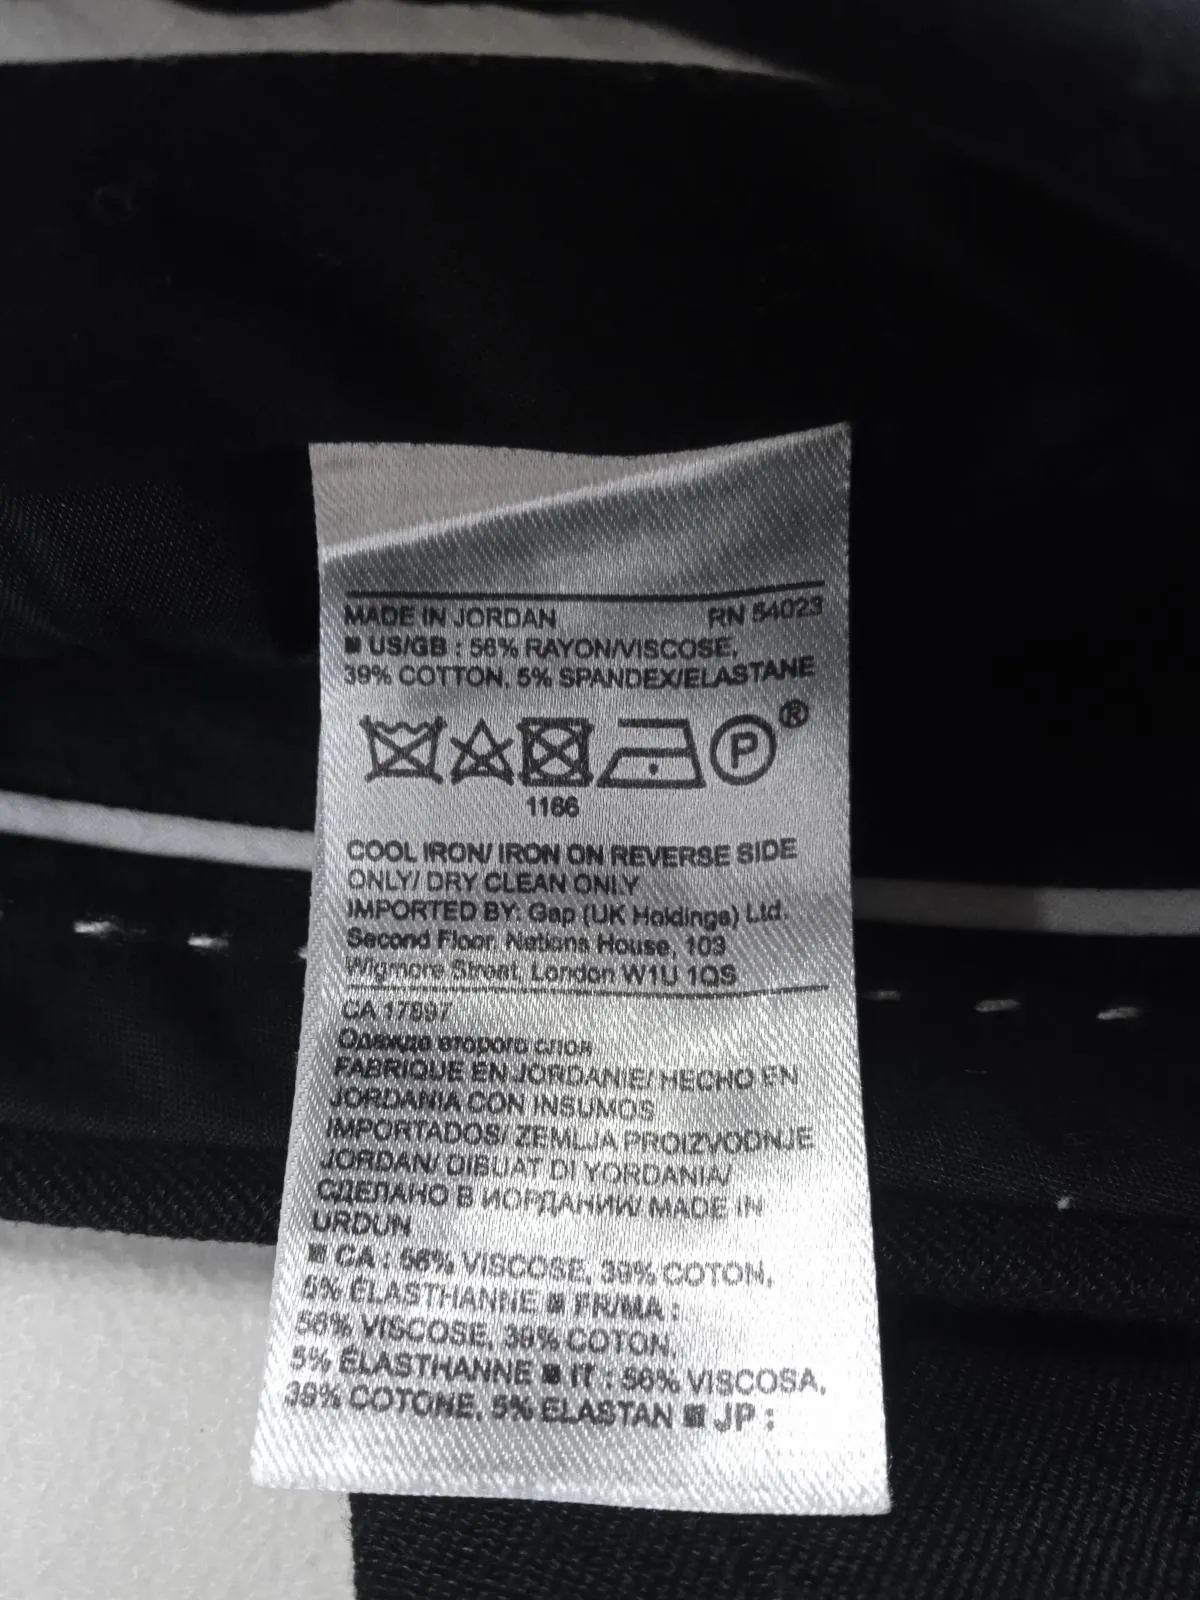 MADE IN JORDAN RN 54023
■ US/GB : 56% RAYON/VISCOSE,
39% COTTON, 5% SPANDEX/ELASTANE
P ®
1166
COOL IRON/ IRON ON REVERSE SIDE
ONLY/ DRY CLEAN ONLY
IMPORTED BY: Gap (UK Holdings) Ltd.
Second Floor, Nations House, 103
Wigmore Street, London W1U 1QS
CA 17897
Одежда второго слоя
FABRIQUE EN JORDANIE/ HECHO EN
JORDANIA CON INSUMOS
IMPORTADOS/ ZEMLJA PROIZVODNJE
JORDAN/ DIBUAT DI YORDANIA/
СДЕЛАНО В ИОРДАНИИ/ MADE IN
URDUN
■ CA : 56% VISCOSE, 39% COTON,
5% ÉLASTHANNE ■ FR/MA :
56% VISCOSE, 39% COTON,
5% ÉLASTHANNE ■ IT : 56% VISCOSA,
39% COTONE, 5% ELASTAN ■ JP :